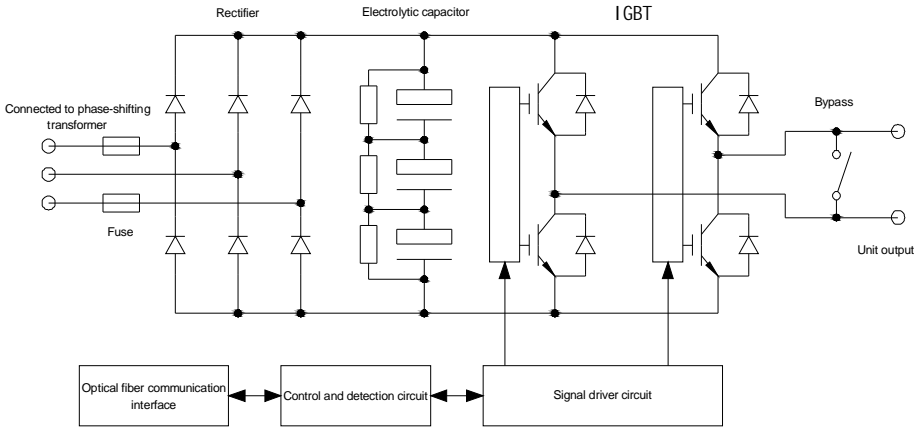 Rectifier
Electrolytic capacitor
IGBT
Connected to phase-shifting
transformer
Bypass
Fuse
Unit output
Optical fiber communication
interface
Control and detection circuit
Signal driver circuit